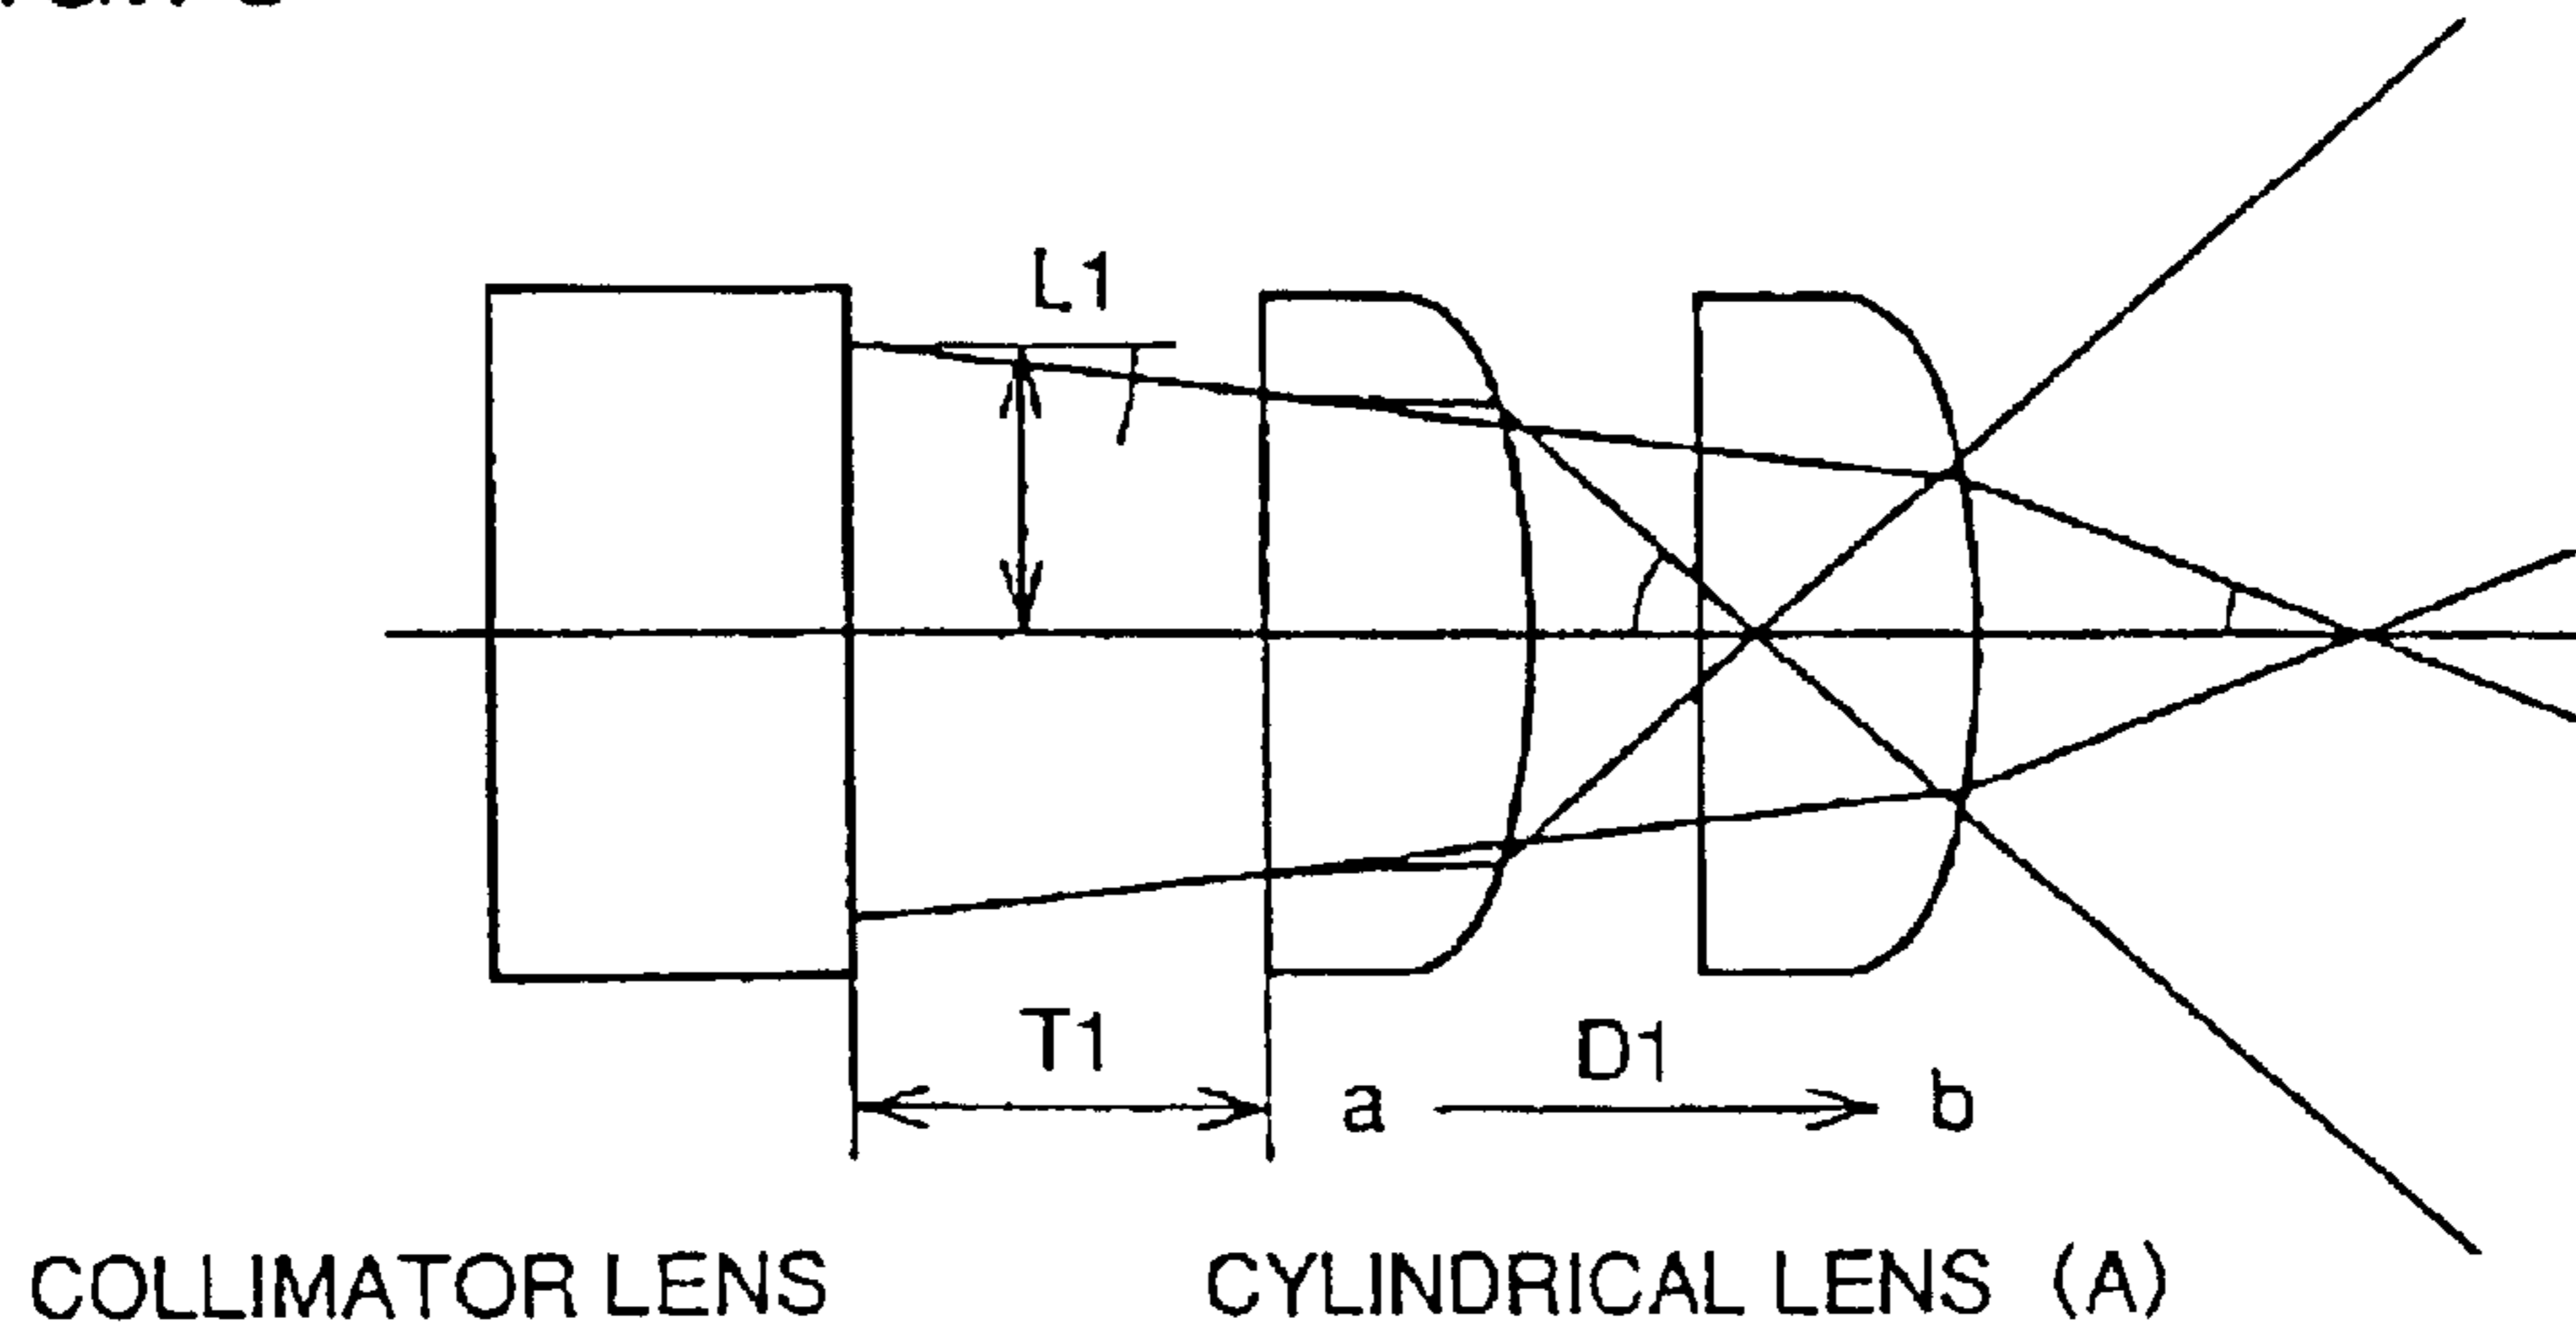 L1
T1
D1
a
b
COLLIMATOR LENS
CYLINDRICAL LENS (A)